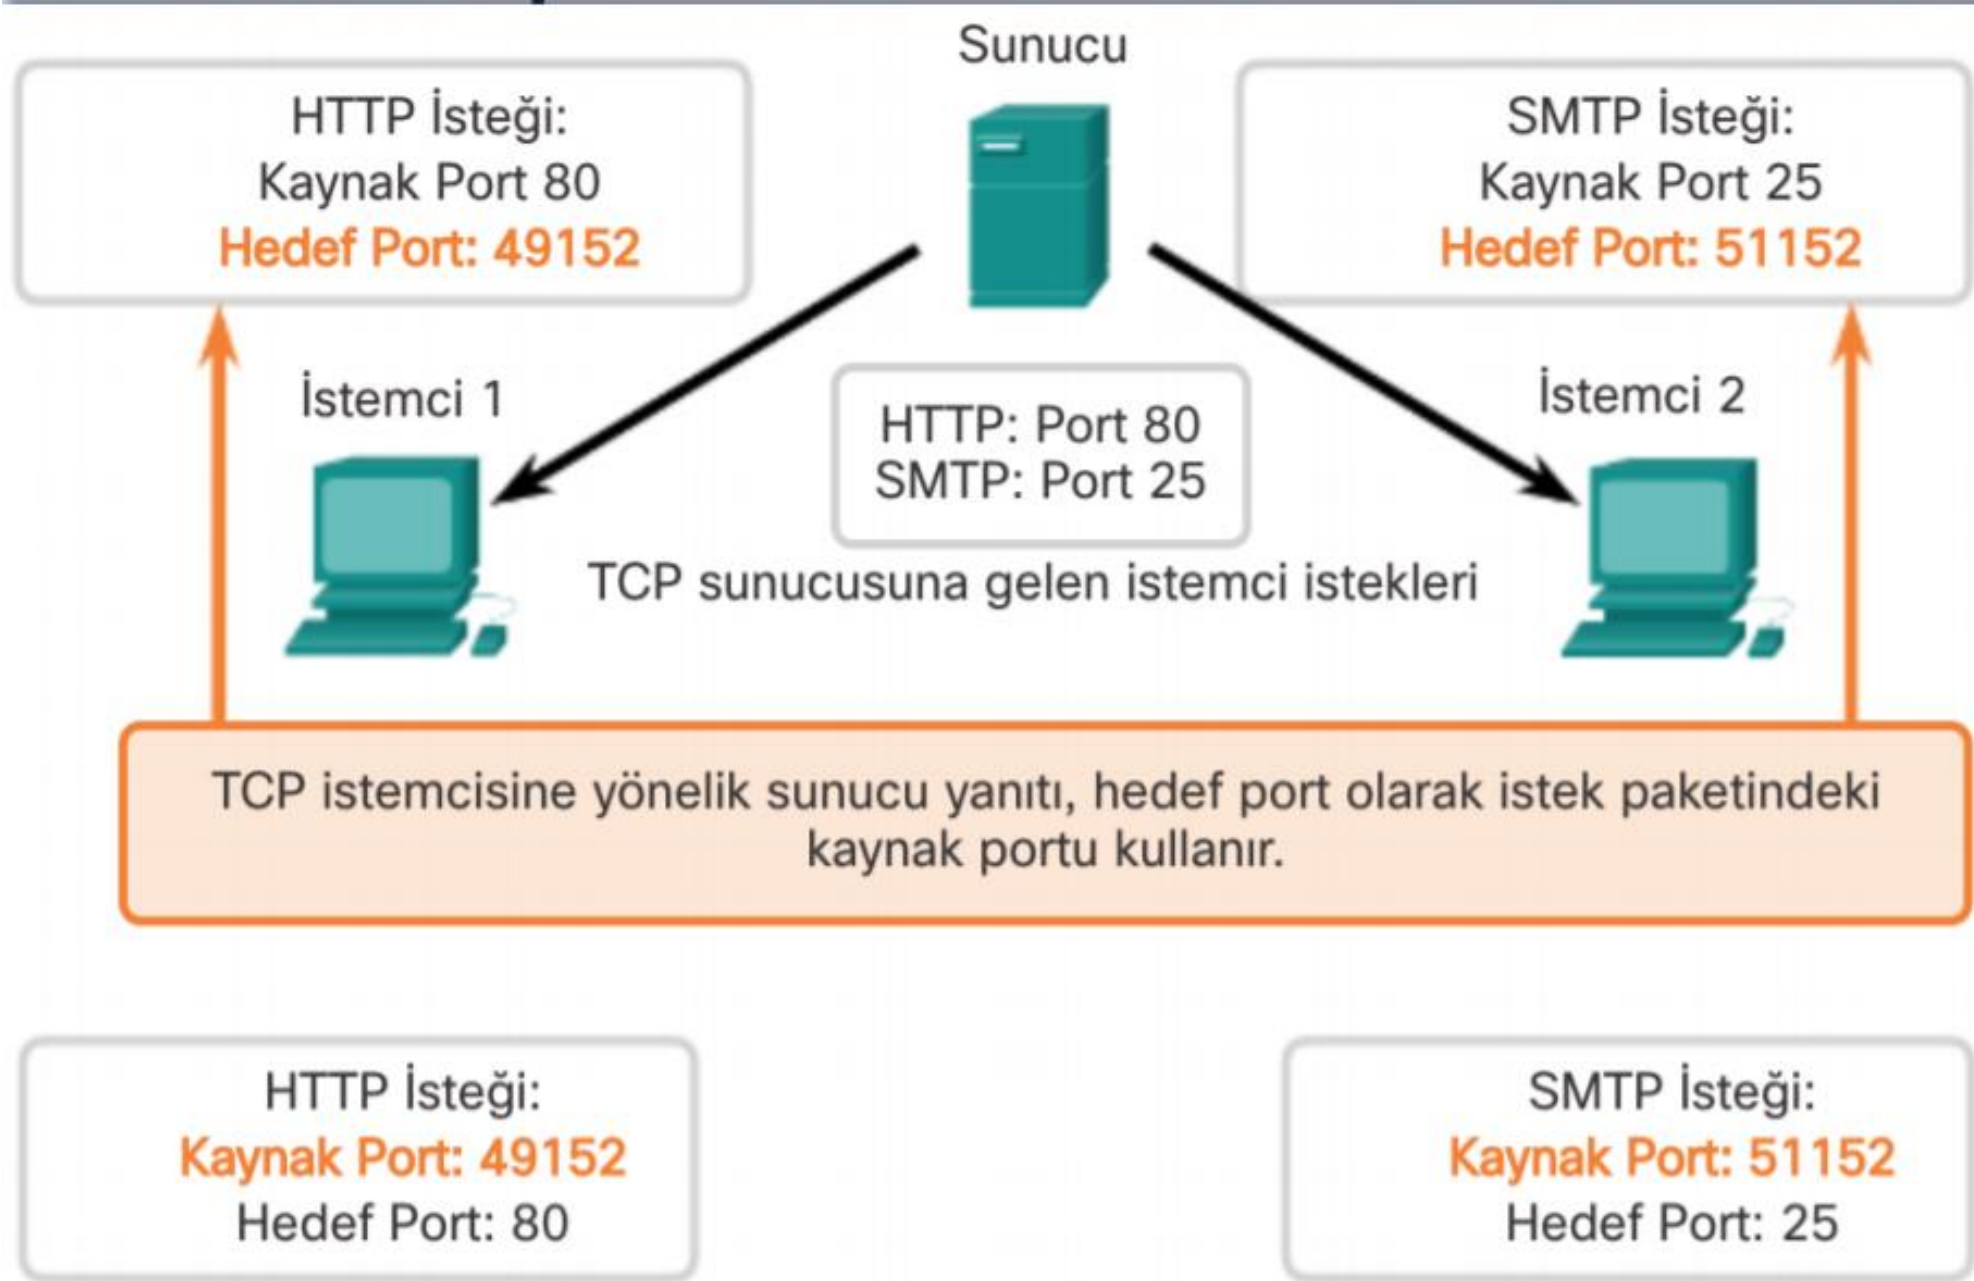 Sunucu
HTTP İsteği:
Kaynak Port 80
Hedef Port: 49152
SMTP İsteği:
Kaynak Port 25
Hedef Port: 51152
İstemci 1
İstemci 2
HTTP: Port 80
SMTP: Port 25
TCP sunucusuna gelen istemci istekleri
TCP istemcisine yönelik sunucu yanıtı, hedef port olarak istek paketindeki
kaynak portu kullanır.
HTTP İsteği:
Kaynak Port: 49152
Hedef Port: 80
SMTP İsteği:
Kaynak Port: 51152
Hedef Port: 25